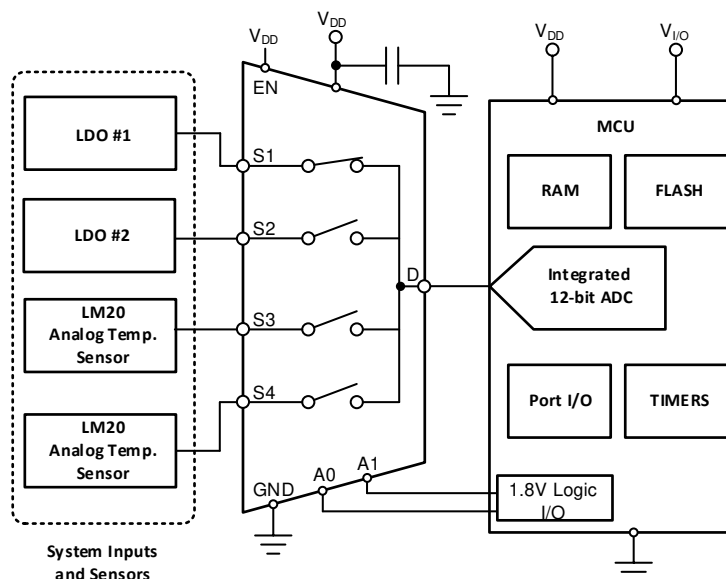 VDD
VDD
EN
VDD
VI/O
LDO #1
LDO #2
LM20
Analog Temp.
Sensor
LM20
Analog Temp.
Sensor
System Inputs
and Sensors
S1
S2
S3
S4
D
GND
A0
A1
MCU
RAM
FLASH
Integrated
12-bit ADC
Port I/O
TIMERS
1.8V Logic
I/O